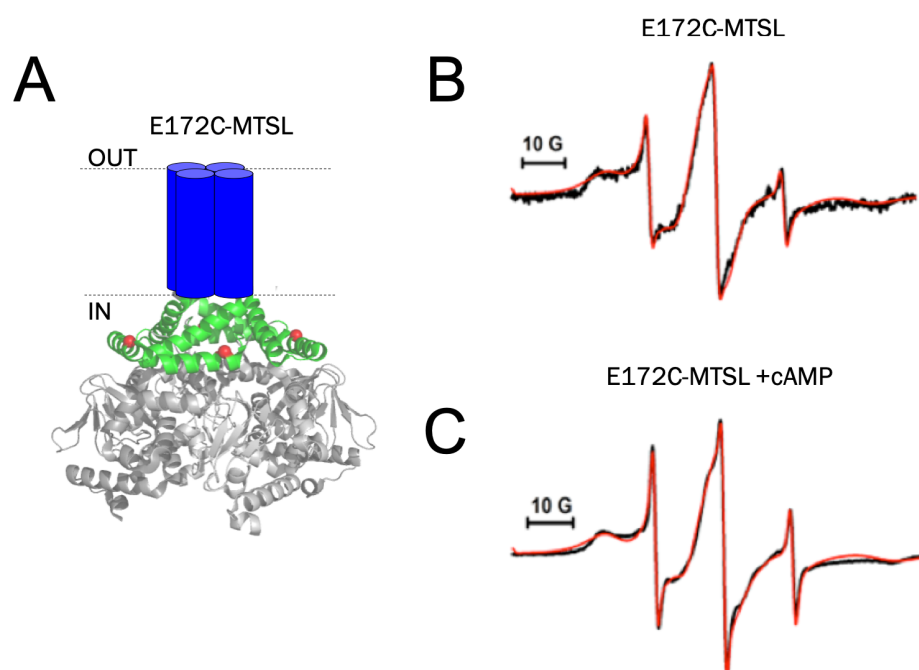 A
E172C-MTSL
OUT
IN
B
E172C-MTSL
10 G
C
E172C-MTSL +cAMP
10 G